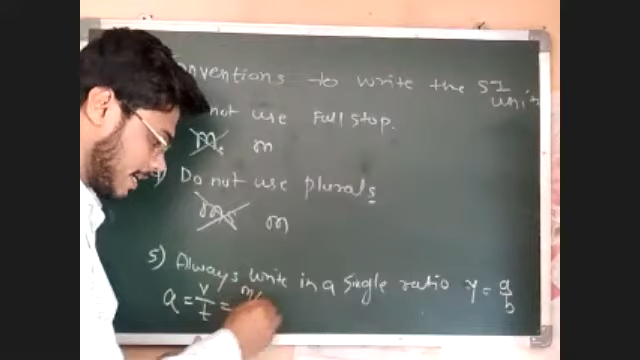 onventions to write the SI
unit
not use Full stop.
m. m
Do not use plurals
ms m
5) Always write in a single ratio y = a/b
a = v/t = m/